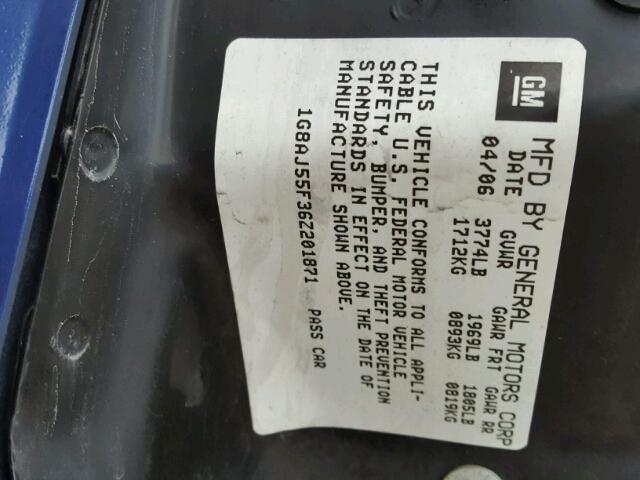 GM MFD BY GENERAL MOTORS CORP
DATE GVWR GAWR FRT GAWR RR
04/06 3774LB 1969LB 1805LB
1712KG 0893KG 0819KG
THIS VEHICLE CONFORMS TO ALL APPLI-
CABLE U.S. FEDERAL MOTOR VEHICLE
SAFETY, BUMPER, AND THEFT PREVENTION
STANDARDS IN EFFECT ON THE DATE OF
MANUFACTURE SHOWN ABOVE.
1G8AJ55F36Z201871 PASS CAR